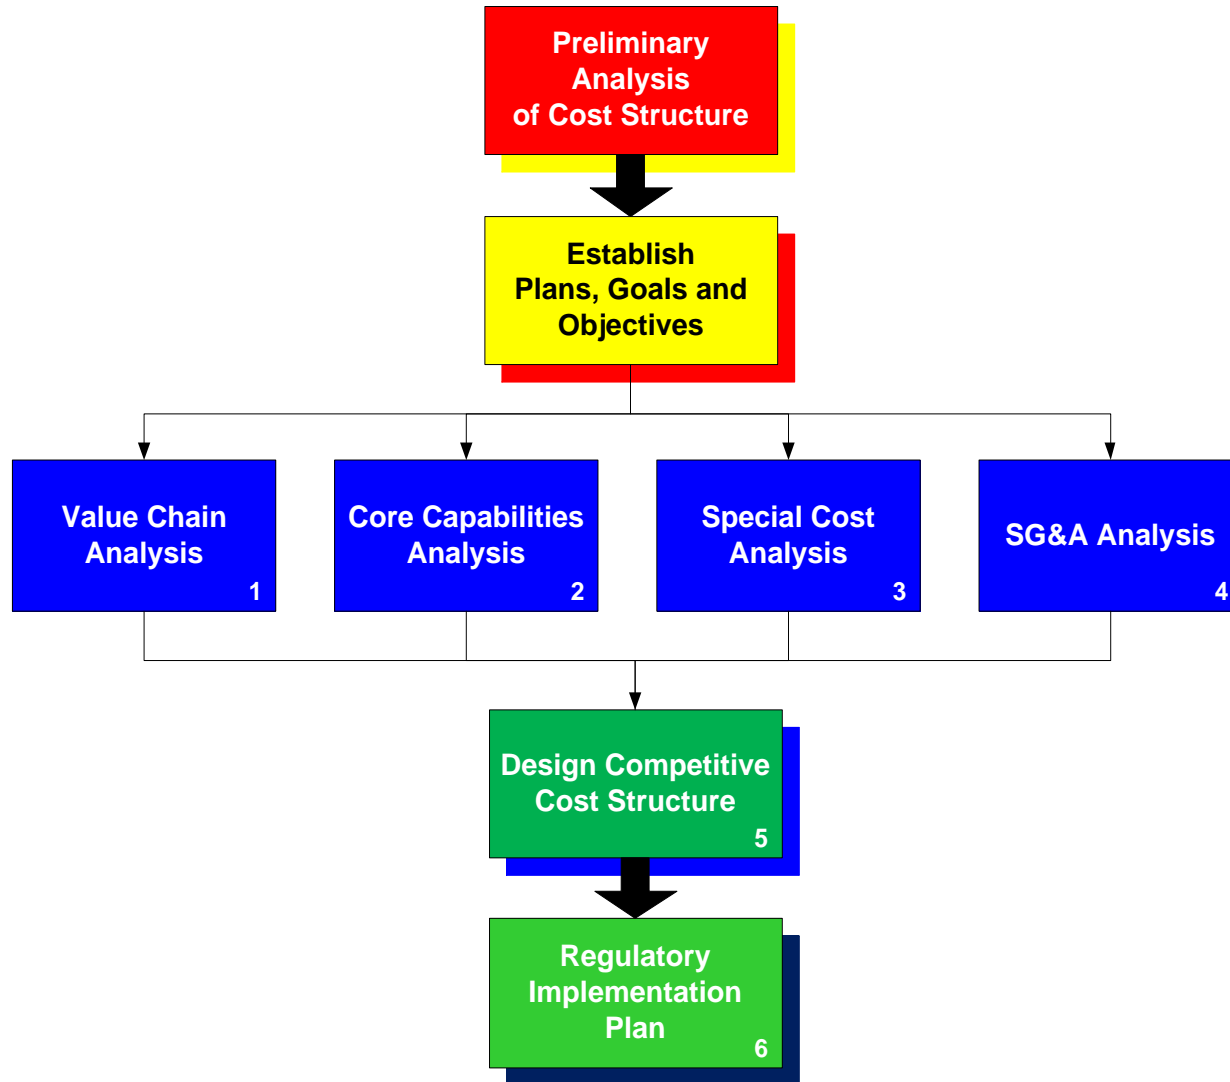 Preliminary
Analysis
of Cost Structure
Establish
Plans, Goals and
Objectives
Value Chain
Analysis
1
Core Capabilities
Analysis
2
Special Cost
Analysis
3
SG&A Analysis
4
Design Competitive
Cost Structure
5
Regulatory
Implementation
Plan
6